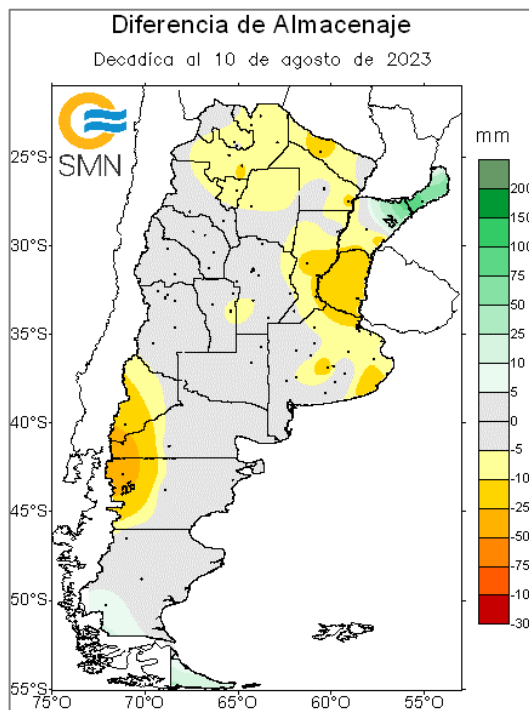 Diferencia de Almacenaje
Decadica al 10 de agosto de 2023
SMN
mm
200
150
100
75
50
25
10
5
0
-5
-10
-25
-50
-75
-10
-30
25°S
30°S
35°S
40°S
45°S
50°S
55°S
75°W
70°W
65°W
60°W
55°W